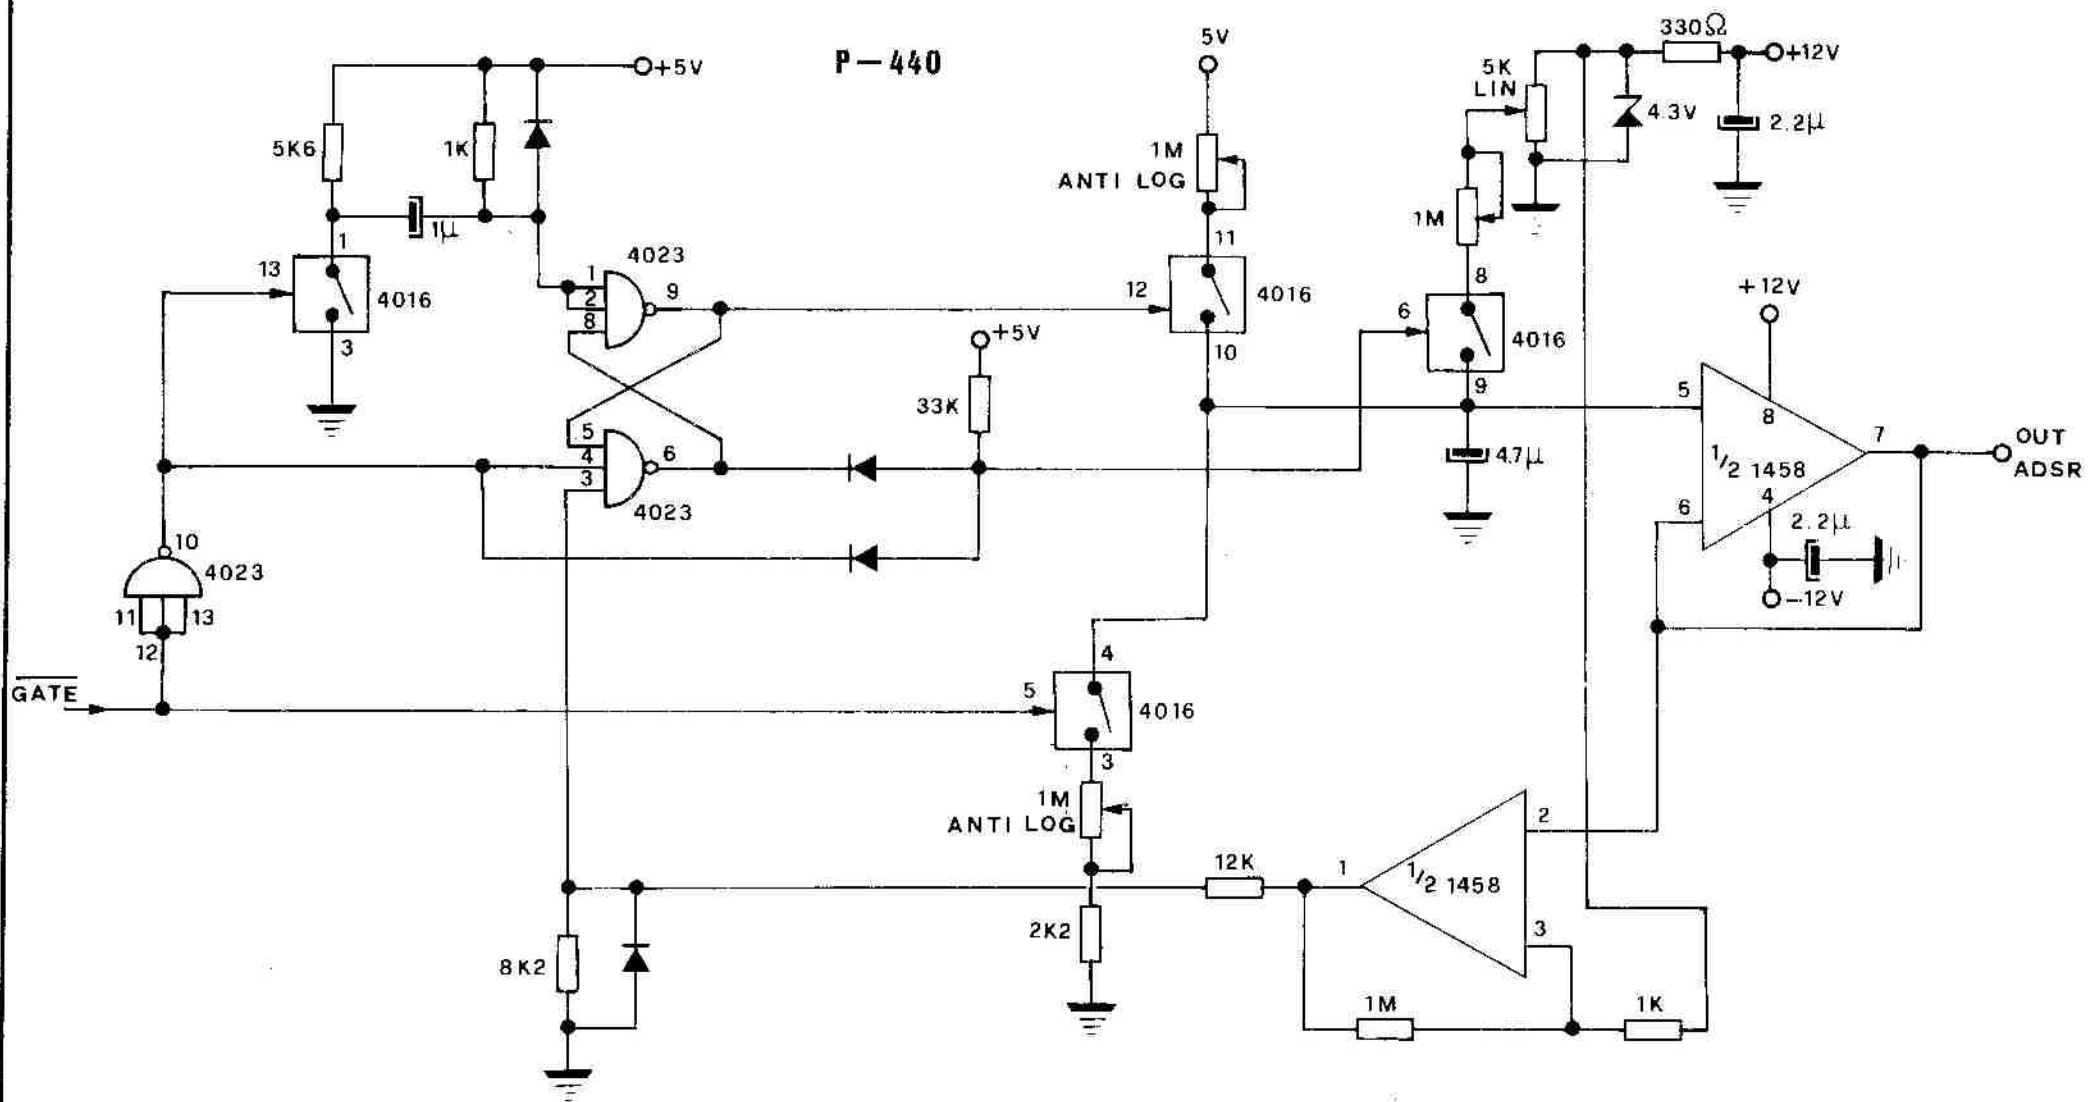 P-440
+5V
5K6
1K
1µ
1
13
4016
3
4023
1
2
8
9
5V
1M
ANTI LOG
11
12
4016
10
330Ω
+12V
5K
LIN
4.3V
2.2µ
1M
8
6
4016
9
4.7µ
+5V
33K
5
4
3
6
4023
10
4023
11
13
12
GATE
+12V
5
8
1/2 1458
7
OUT
ADSR
4
6
2.2µ
-12V
4
5
4016
3
1M
ANTI LOG
2K2
12K
1
1/2 1458
2
3
8K2
1M
1K